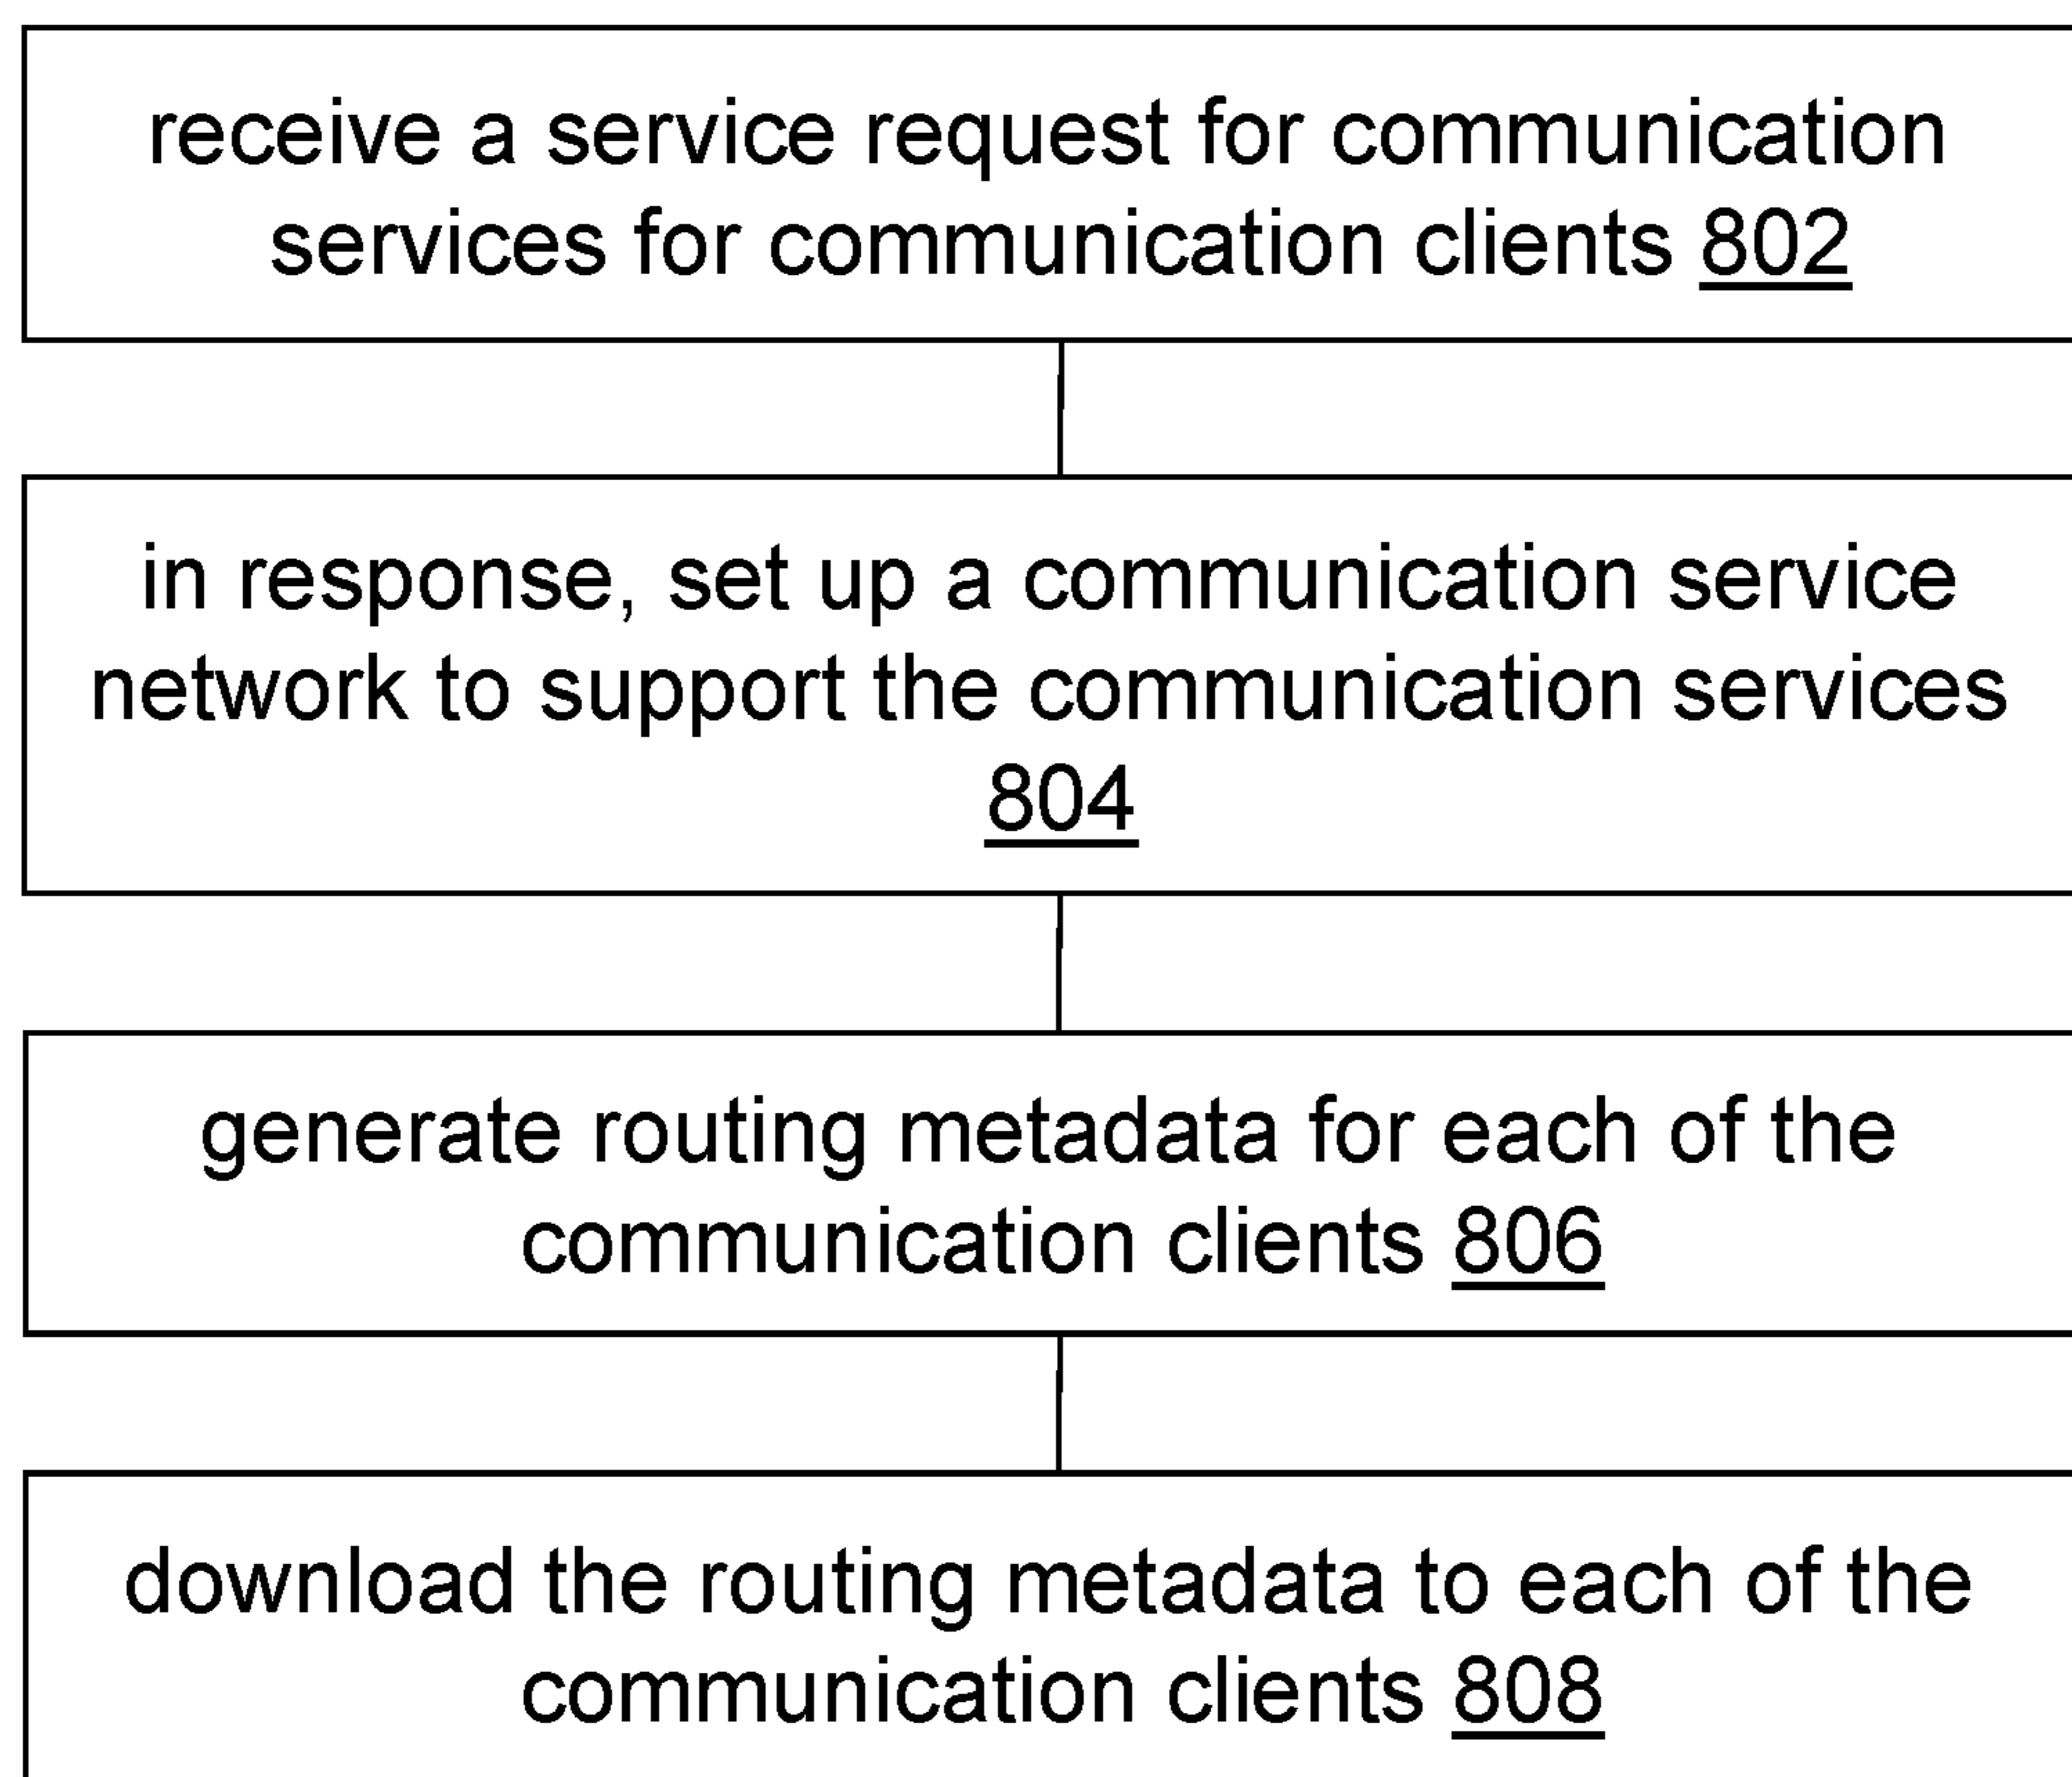 receive a service request for communication
services for communication clients 802
in response, set up a communication service
network to support the communication services
804
generate routing metadata for each of the
communication clients 806
download the routing metadata to each of the
communication clients 808